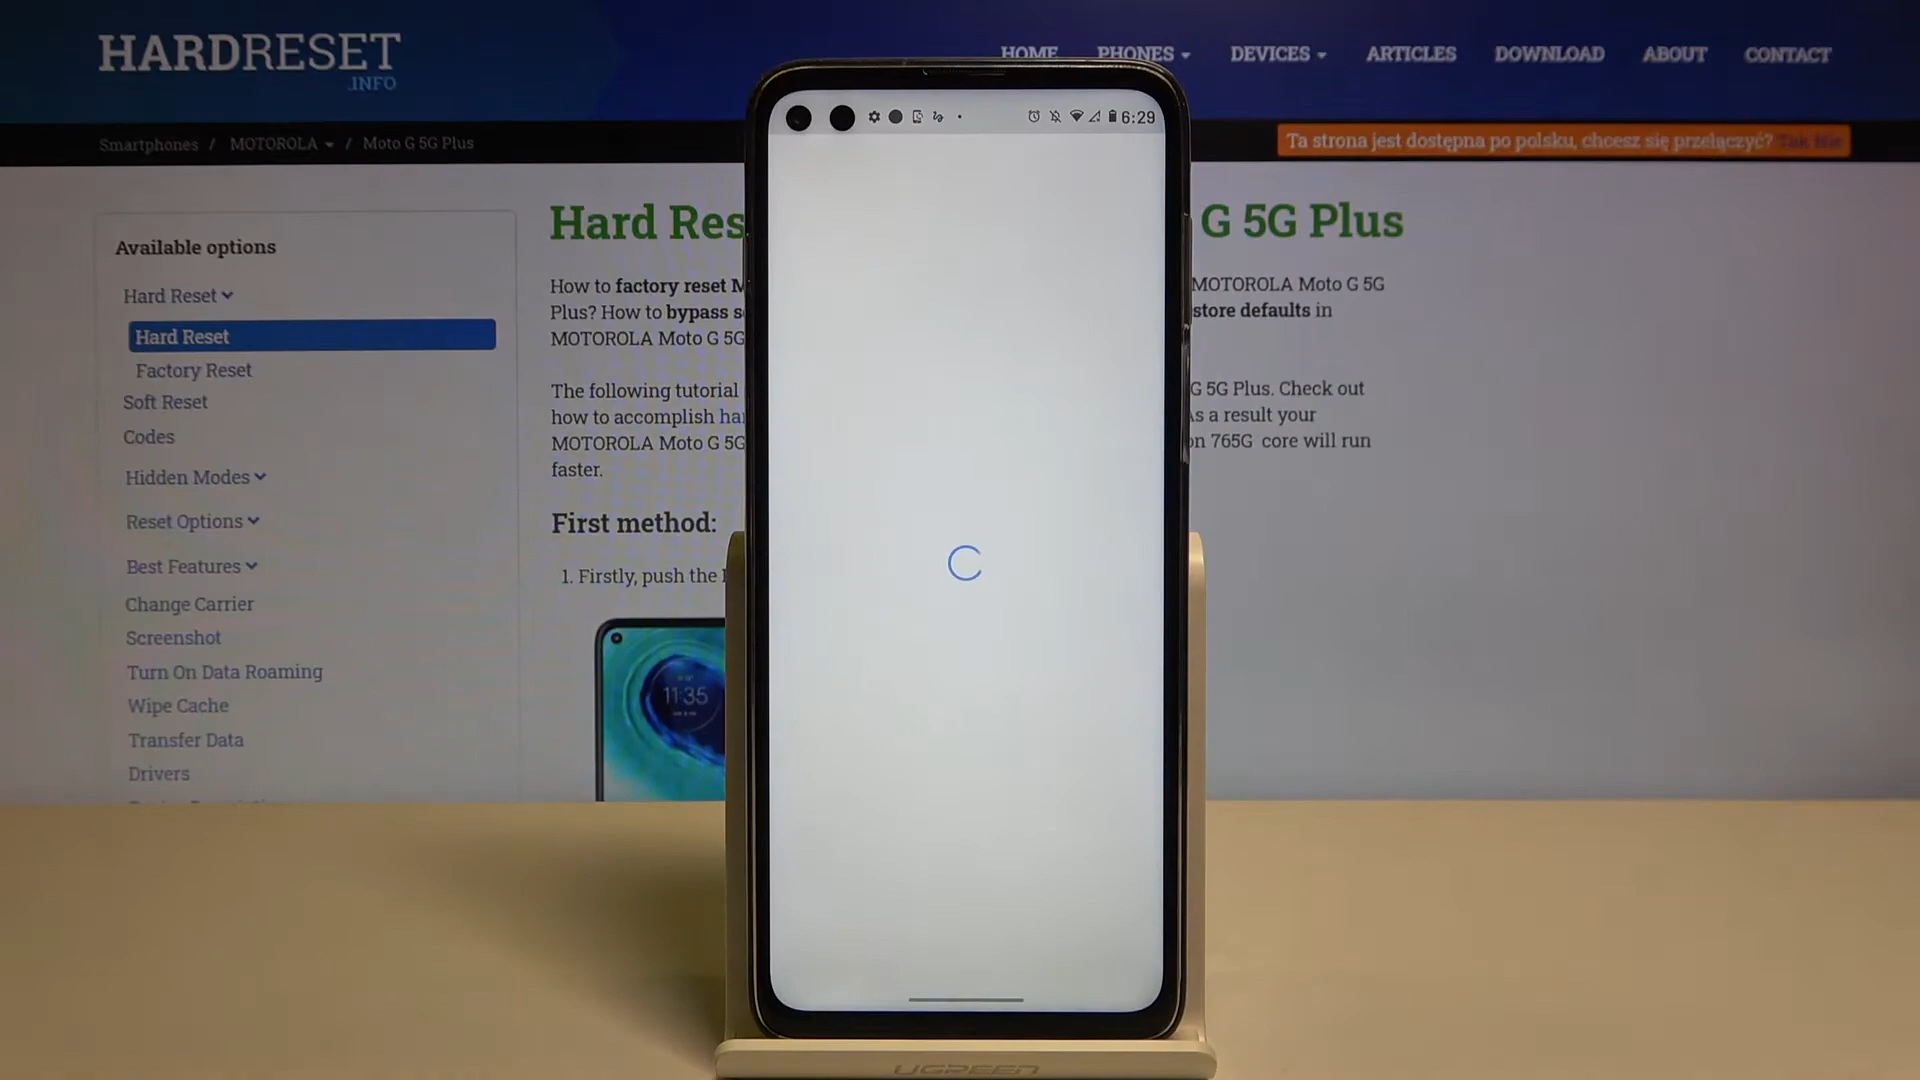 HARDRESET
.INFO
HOME PHONES DEVICES ARTICLES DOWNLOAD ABOUT CONTACT
Smartphones / MOTOROLA / Moto G 5G Plus
Ta strona jest dostępna po polsku, chcesz się przełączyć? Tak Nie
6:29
Available options
Hard Reset
Hard Reset
Factory Reset
Soft Reset
Codes
Hidden Modes
Reset Options
Best Features
Change Carrier
Screenshot
Turn On Data Roaming
Wipe Cache
Transfer Data
Drivers
Hard Res G 5G Plus
How to factory reset M MOTOROLA Moto G 5G
Plus? How to bypass s store defaults in
MOTOROLA Moto G 5G
The following tutorial G 5G Plus. Check out
how to accomplish ha As a result your
MOTOROLA Moto G 5G on 765G core will run
faster.
First method:
1. Firstly, push the
11:35
UGREEN